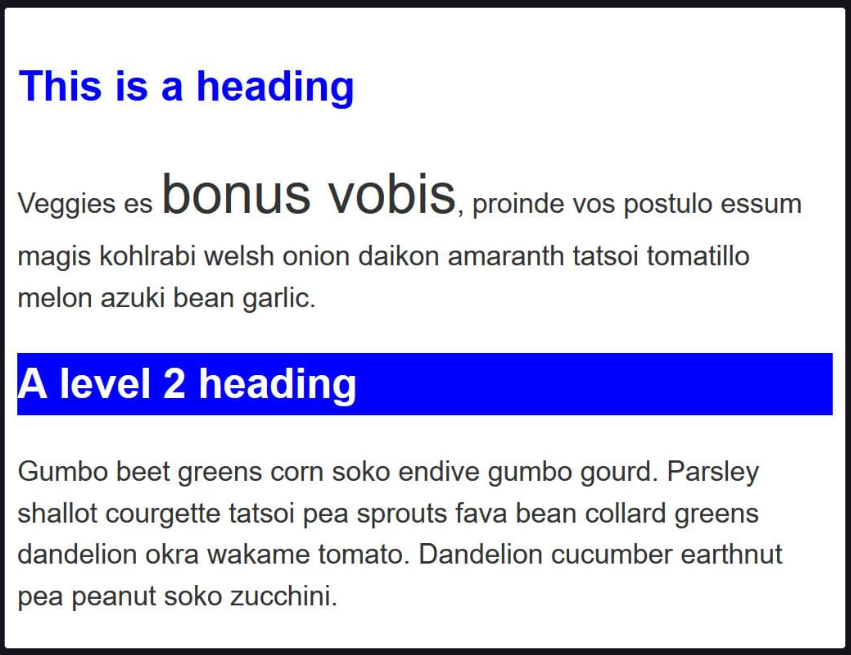 This is a heading
Veggies es bonus vobis, proinde vos postulo essum
magis kohlrabi welsh onion daikon amaranth tatsoi tomatillo
melon azuki bean garlic.
A level 2 heading
Gumbo beet greens corn soko endive gumbo gourd. Parsley
shallot courgette tatsoi pea sprouts fava bean collard greens
dandelion okra wakame tomato. Dandelion cucumber earthnut
pea peanut soko zucchini.